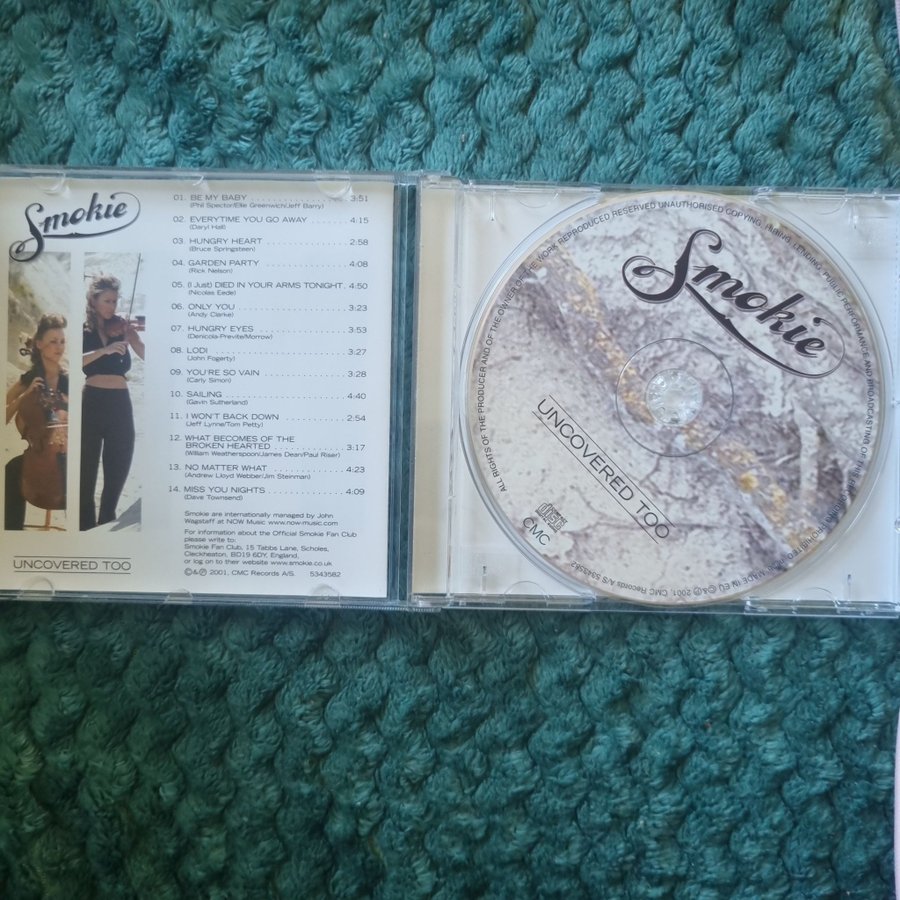 Smokie
01. BE MY BABY . . . . . . . . . . . . . . . . 3:51
(Phil Spector/Ellie Greenwich/Jeff Barry)
02. EVERYTIME YOU GO AWAY . . . . . . . 4:15
(Daryl Hall)
03. HUNGRY HEART . . . . . . . . . . . . . . 2:58
(Bruce Springsteen)
04. GARDEN PARTY . . . . . . . . . . . . . . 4:08
(Rick Nelson)
05. (I Just) DIED IN YOUR ARMS TONIGHT. 4:50
(Nicolas Eede)
06. ONLY YOU . . . . . . . . . . . . . . . . . 3:23
(Andy Clarke)
07. HUNGRY EYES . . . . . . . . . . . . . . . 3:53
(Denicola-Previte/Morrow)
08. LODI . . . . . . . . . . . . . . . . . . . . . 3:27
(John Fogerty)
09. YOU'RE SO VAIN . . . . . . . . . . . . . 3:28
(Carly Simon)
10. SAILING . . . . . . . . . . . . . . . . . . 4:40
(Gavin Sutherland)
11. I WON'T BACK DOWN . . . . . . . . . . 2:54
(Jeff Lynne/Tom Petty)
12. WHAT BECOMES OF THE
BROKEN HEARTED . . . . . . . . . . . . 3:17
(William Weatherspoon/James Dean/Paul Riser)
13. NO MATTER WHAT . . . . . . . . . . . . 4:23
(Andrew Lloyd Webber/Jim Steinman)
14. MISS YOU NIGHTS . . . . . . . . . . . . 4:09
(Dave Townsend)
Smokie are internationally managed by John
Wagstaff at NOW Music www.now-music.com
For information about the Official Smokie Fan Club
please write to:
Smokie Fan Club, 15 Tabbs Lane, Scholes,
Cleckheaton, BD19 6DY, England,
or log on to their website www.smokie.co.uk
©&℗ 2001, CMC Records A/S. 5343582
UNCOVERED TOO
Smokie
UNCOVERED TOO
COMPACT
disc
CMC
ALL RIGHTS OF THE PRODUCER AND OF THE OWNER OF THE WORK REPRODUCED RESERVED UNAUTHORISED COPYING, HIRING, LENDING, PUBLIC PERFORMANCE AND BROADCASTING OF THIS RECORDING PROHIBITED. MADE IN EU ©&℗ 2001, CMC Records A/S 5343582